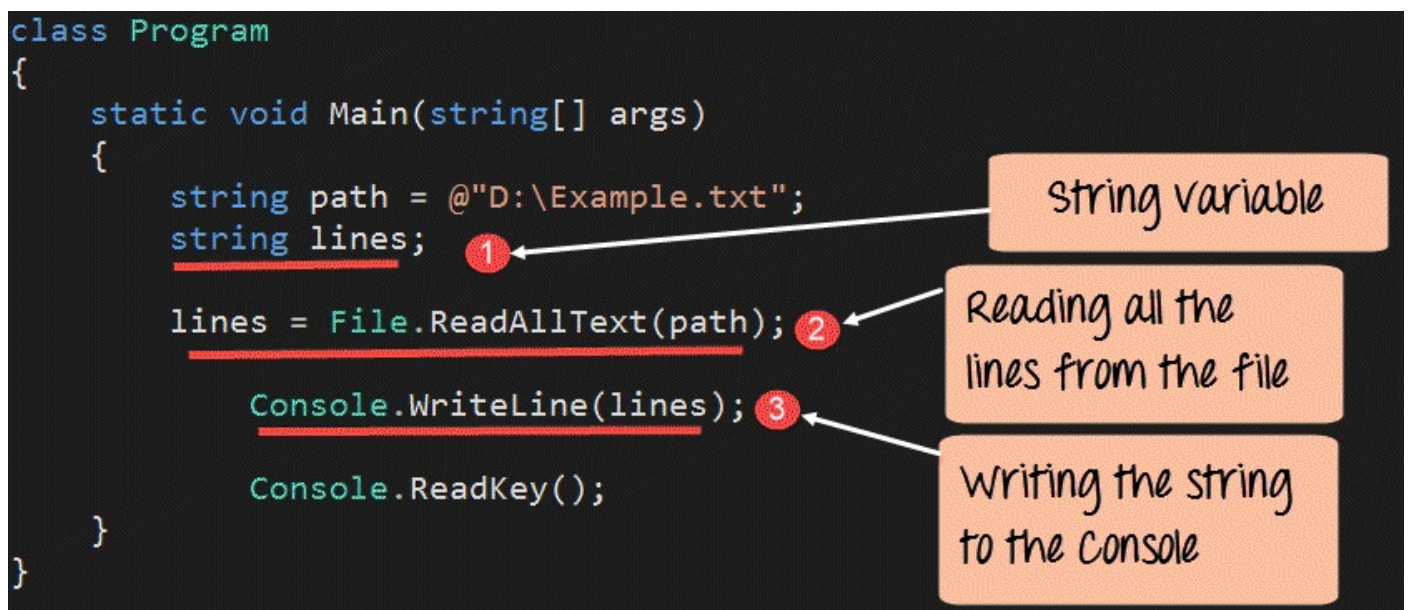 class Program
{
static void Main(string[] args)
{
string path = @"D:\Example.txt";
string lines;
1
String Variable
lines = File.ReadAllText(path);
2
Reading all the
lines from the file
Console.WriteLine(lines);
3
Writing the string
to the Console
Console.ReadKey();
}
}